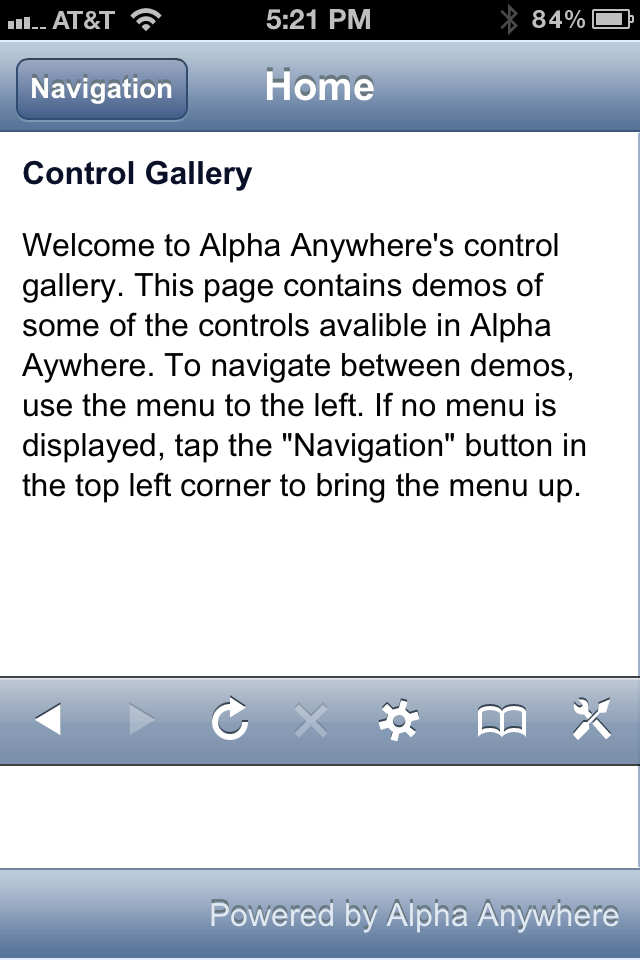 AT&T 5:21 PM 84%
Navigation Home
Control Gallery
Welcome to Alpha Anywhere's control
gallery. This page contains demos of
some of the controls avalible in Alpha
Aywhere. To navigate between demos,
use the menu to the left. If no menu is
displayed, tap the "Navigation" button in
the top left corner to bring the menu up.
Powered by Alpha Anywhere